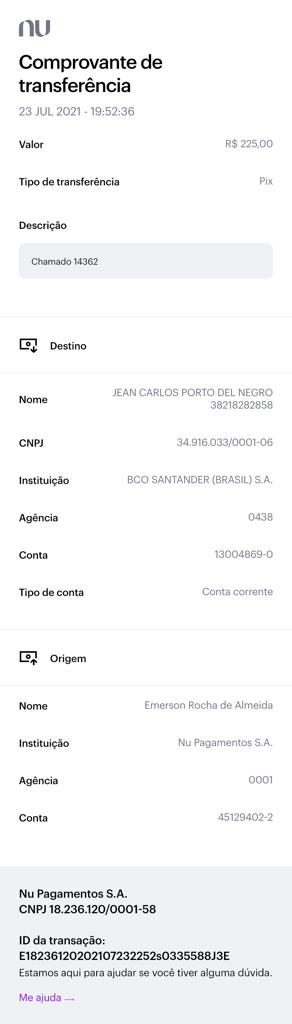 nu
Comprovante de
transferência
23 JUL 2021 - 19:52:36
Valor R$ 225,00
Tipo de transferência Pix
Descrição
Chamado 14362
Destino
Nome JEAN CARLOS PORTO DEL NEGRO
38218282858
CNPJ 34.916.033/0001-06
Instituição BCO SANTANDER (BRASIL) S.A.
Agência 0438
Conta 13004869-0
Tipo de conta Conta corrente
Origem
Nome Emerson Rocha de Almeida
Instituição Nu Pagamentos S.A.
Agência 0001
Conta 45129402-2
Nu Pagamentos S.A.
CNPJ 18.236.120/0001-58
ID da transação:
E18236120202107232252s0335588J3E
Estamos aqui para ajudar se você tiver alguma dúvida.
Me ajuda →